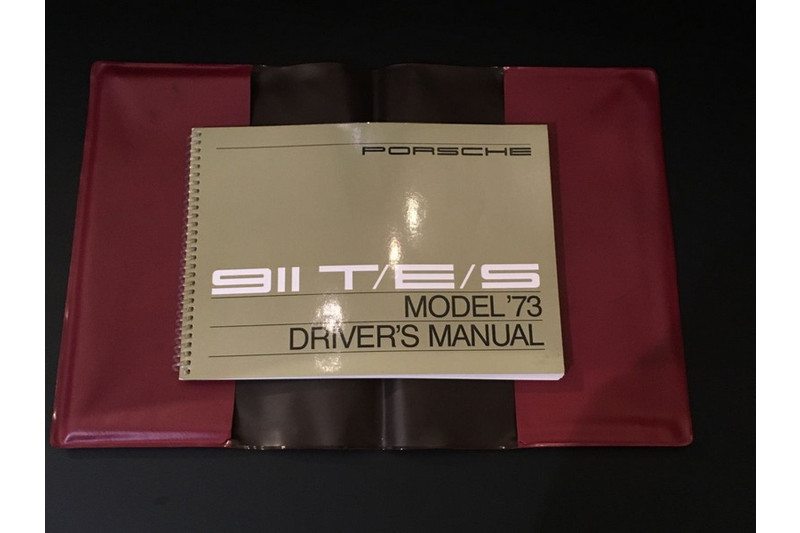 PORSCHE
911 T/E/S
MODEL '73
DRIVER'S MANUAL